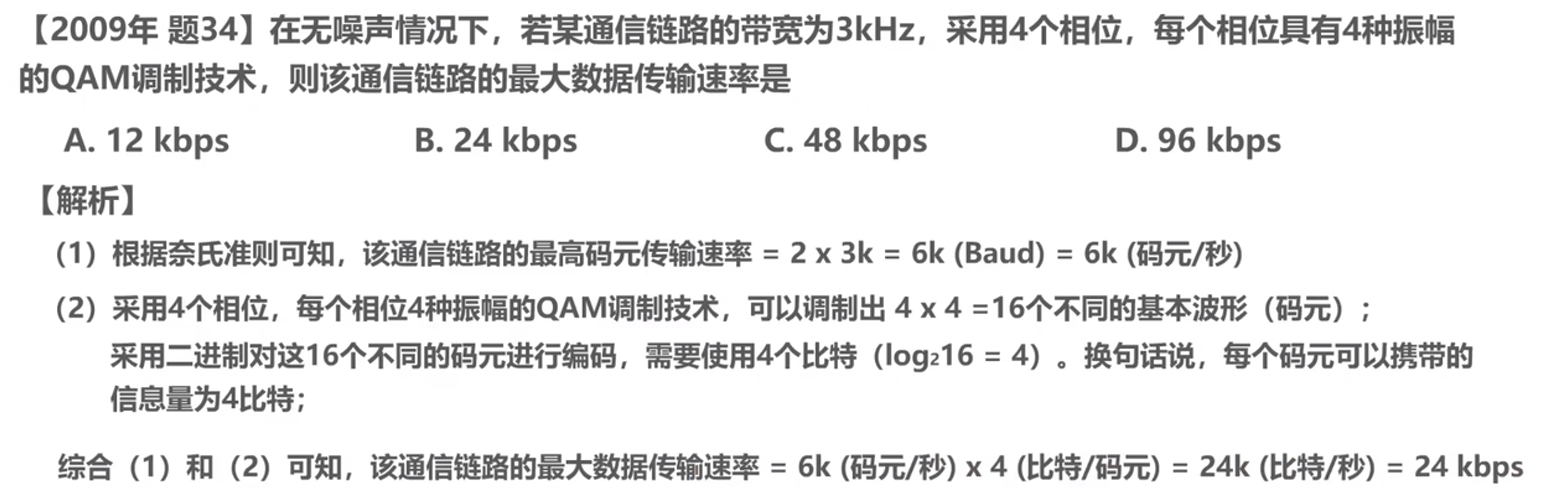 【2009年 题34】在无噪声情况下，若某通信链路的带宽为3kHz，采用4个相位，每个相位具有4种振幅
的QAM调制技术，则该通信链路的最大数据传输速率是
A. 12 kbps B. 24 kbps C. 48 kbps D. 96 kbps
【解析】
（1）根据奈氏准则可知，该通信链路的最高码元传输速率 = 2 x 3k = 6k (Baud) = 6k (码元/秒)
（2）采用4个相位，每个相位4种振幅的QAM调制技术，可以调制出 4 x 4 =16个不同的基本波形（码元）；
采用二进制对这16个不同的码元进行编码，需要使用4个比特（log₂16 = 4）。换句话说，每个码元可以携带的
信息量为4比特；
综合（1）和（2）可知，该通信链路的最大数据传输速率 = 6k (码元/秒) x 4 (比特/码元) = 24k (比特/秒) = 24 kbps